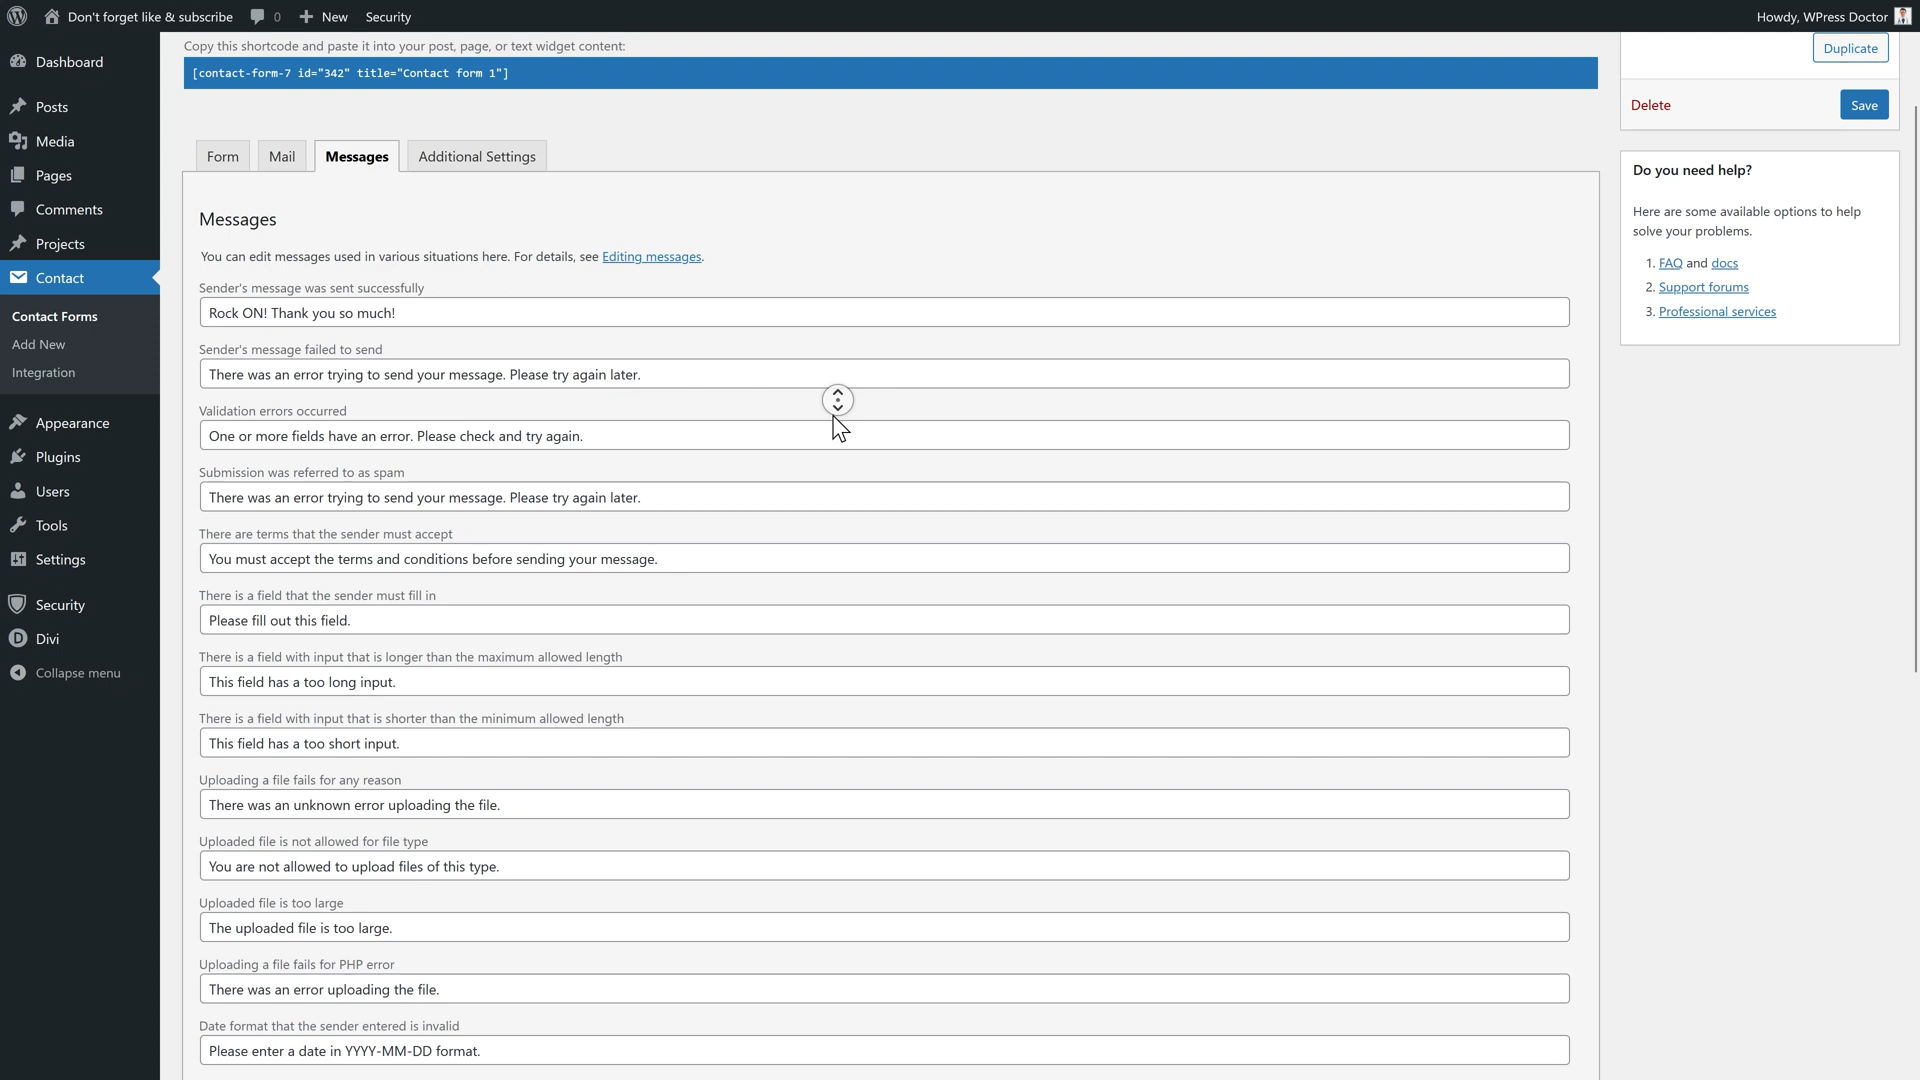 Don't forget like & subscribe
0
New
Security
Howdy, WPress Doctor
Dashboard
Posts
Media
Pages
Comments
Projects
Contact
Contact Forms
Add New
Integration
Appearance
Plugins
Users
Tools
Settings
Security
Divi
Collapse menu
Copy this shortcode and paste it into your post, page, or text widget content:
[contact-form-7 id="342" title="Contact form 1"]
Form
Mail
Messages
Additional Settings
Messages
You can edit messages used in various situations here. For details, see Editing messages.
Sender's message was sent successfully
Rock ON! Thank you so much!
Sender's message failed to send
There was an error trying to send your message. Please try again later.
Validation errors occurred
One or more fields have an error. Please check and try again.
Submission was referred to as spam
There was an error trying to send your message. Please try again later.
There are terms that the sender must accept
You must accept the terms and conditions before sending your message.
There is a field that the sender must fill in
Please fill out this field.
There is a field with input that is longer than the maximum allowed length
This field has a too long input.
There is a field with input that is shorter than the minimum allowed length
This field has a too short input.
Uploading a file fails for any reason
There was an unknown error uploading the file.
Uploaded file is not allowed for file type
You are not allowed to upload files of this type.
Uploaded file is too large
The uploaded file is too large.
Uploading a file fails for PHP error
There was an error uploading the file.
Date format that the sender entered is invalid
Please enter a date in YYYY-MM-DD format.
Duplicate
Delete
Save
Do you need help?
Here are some available options to help
solve your problems.
1. FAQ and docs
2. Support forums
3. Professional services